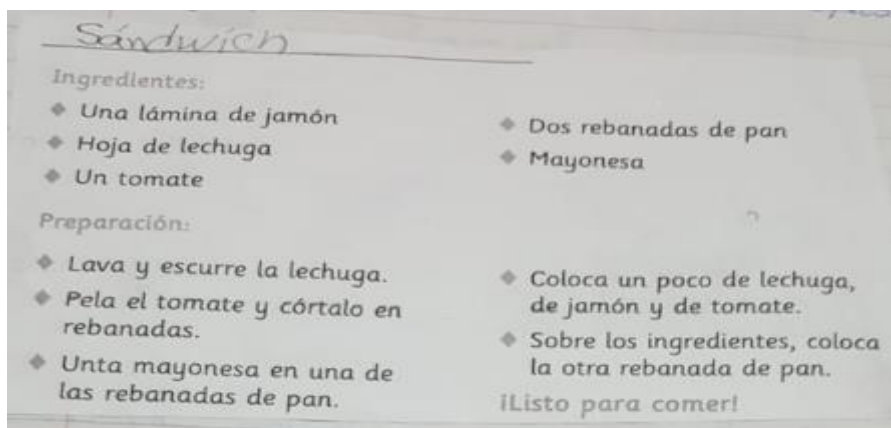 Sándwich
Ingredientes:
Una lámina de jamón
Hoja de lechuga
Un tomate
Dos rebanadas de pan
Mayonesa
Preparación:
Lava y escurre la lechuga.
Pela el tomate y córtalo en
rebanadas.
Unta mayonesa en una de
las rebanadas de pan.
Coloca un poco de lechuga,
de jamón y de tomate.
Sobre los ingredientes, coloca
la otra rebanada de pan.
¡Listo para comer!